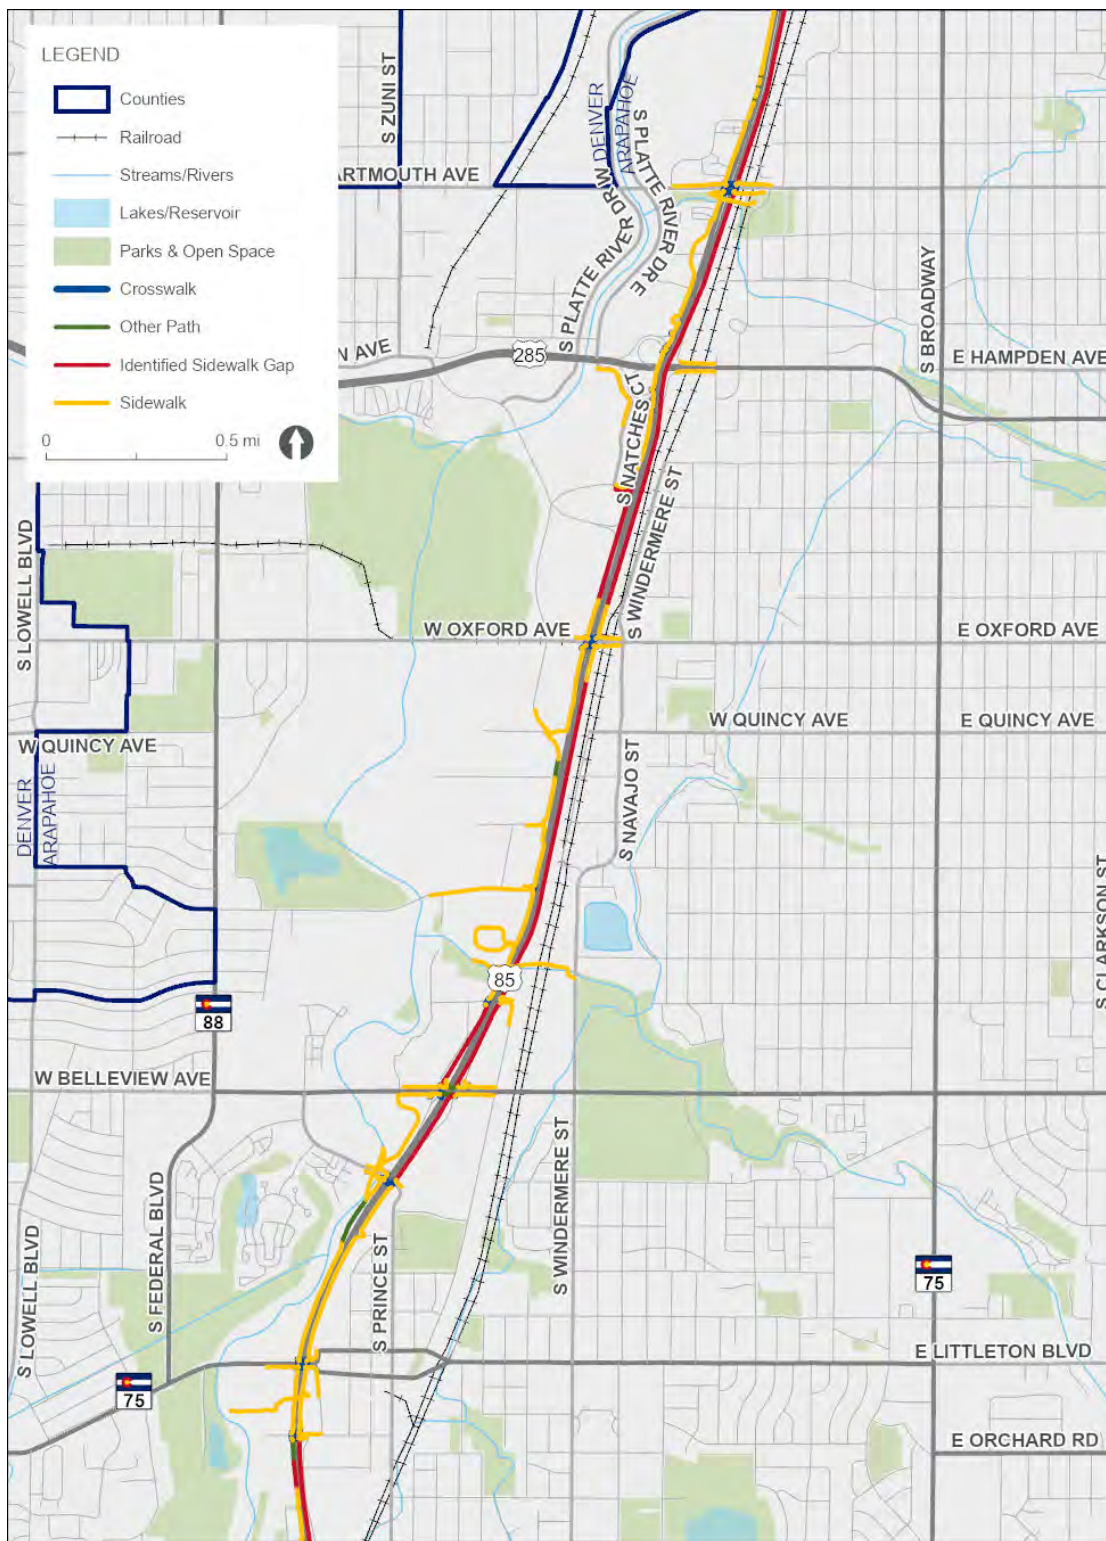 LEGEND
Counties
Railroad
Streams/Rivers
Lakes/Reservoir
Parks & Open Space
Crosswalk
Other Path
Identified Sidewalk Gap
Sidewalk
0 0.5 mi
S ZUNI ST
ARTMOUTH AVE
DENVER
ARAPAHOE
S PLATTE RIVER DR W
S PLATTE RIVER DR E
N AVE
285
S BROADWAY
E HAMPDEN AVE
S NATCHES CT
S WINDERMERE ST
S LOWELL BLVD
W OXFORD AVE
E OXFORD AVE
W QUINCY AVE
W QUINCY AVE
E QUINCY AVE
DENVER
ARAPAHOE
S NAVAJO ST
S CLARKSON ST
85
88
W BELLEVIEW AVE
S WINDERMERE ST
S FEDERAL BLVD
S LOWELL BLVD
S PRINCE ST
75
E LITTLETON BLVD
75
E ORCHARD RD